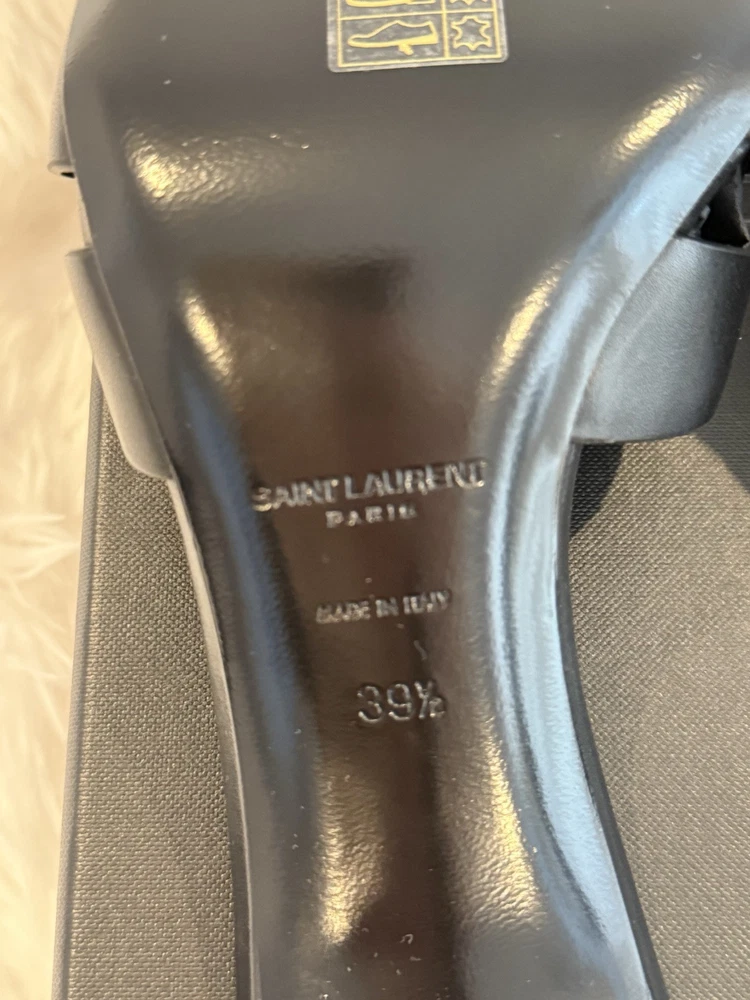 SAINT LAURENT
PARIS
MADE IN ITALY
39½